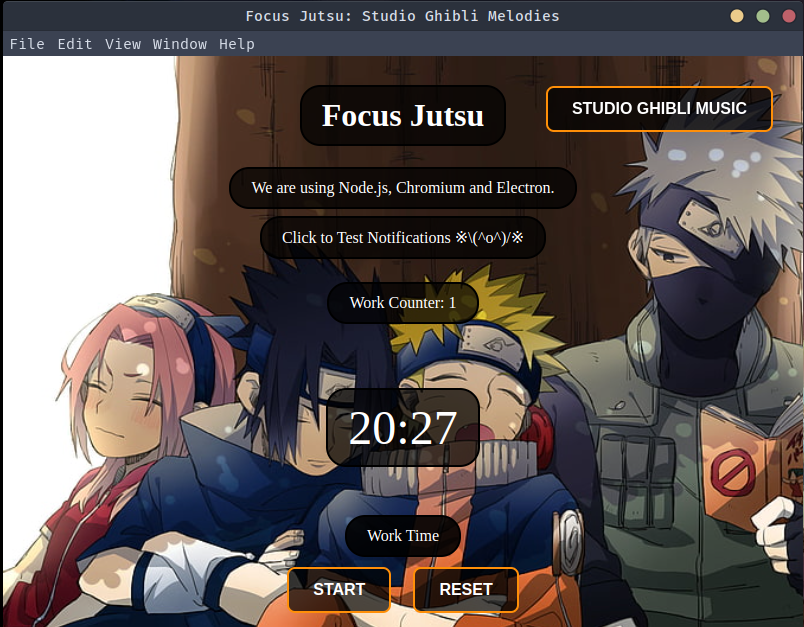 Focus Jutsu: Studio Ghibli Melodies
File Edit View Window Help
Focus Jutsu
STUDIO GHIBLI MUSIC
We are using Node.js, Chromium and Electron.
Click to Test Notifications ※\(^o^)/※
Work Counter: 1
20:27
Work Time
START RESET